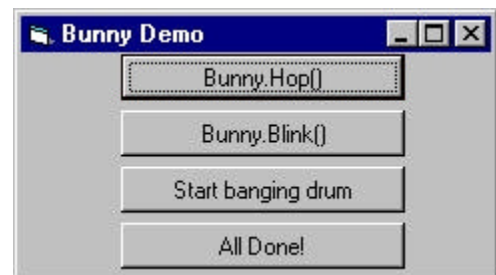 Bunny Demo
Bunny.Hop()
Bunny.Blink()
Start banging drum
All Done!